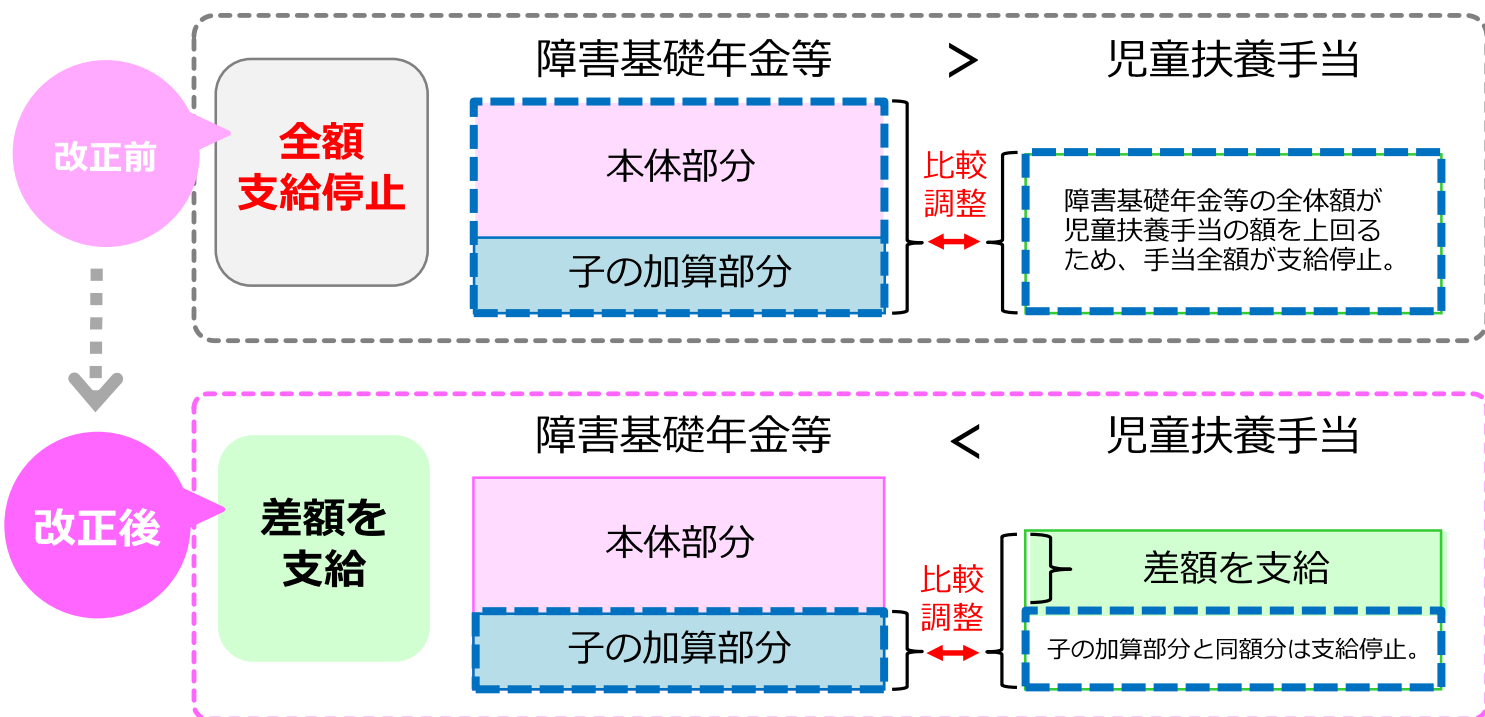 改正前
全額
支給停止
障害基礎年金等 > 児童扶養手当
本体部分
子の加算部分
比較
調整
障害基礎年金等の全体額が
児童扶養手当の額を上回る
ため、手当全額が支給停止。
改正後
差額を
支給
障害基礎年金等 < 児童扶養手当
本体部分
子の加算部分
比較
調整
差額を支給
子の加算部分と同額分は支給停止。